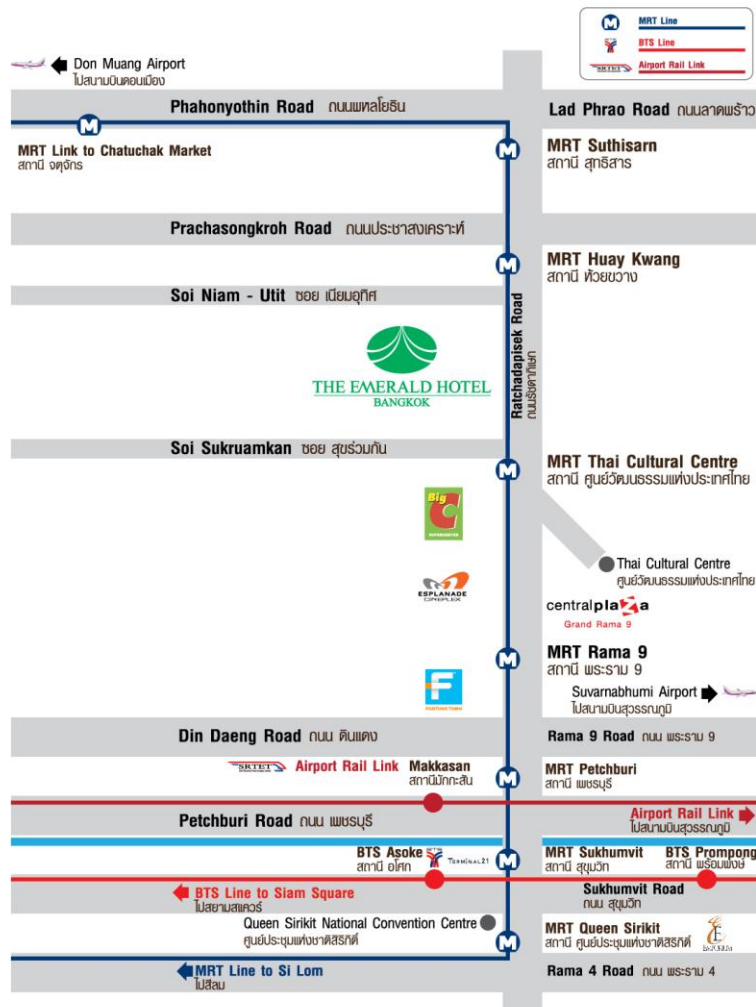 MRT Line
BTS Line
SRTET Airport Rail Link
Don Muang Airport
ไปสนามบินดอนเมือง
Phahonyothin Road ถนนพหลโยธิน
Lad Phrao Road ถนนลาดพร้าว
M
MRT Link to Chatuchak Market
สถานี จตุจักร
M
MRT Suthisarn
สถานี สุทธิสาร
Prachasongkroh Road ถนนประชาสงเคราะห์
M
MRT Huay Kwang
สถานี ห้วยขวาง
Soi Niam - Utit ซอย เนียมอุทิศ
Ratchadapisek Road
ถนนรัชดาภิเษก
THE EMERALD HOTEL
BANGKOK
Soi Sukruamkan ซอย สุขร่วมกัน
M
MRT Thai Cultural Centre
สถานี ศูนย์วัฒนธรรมแห่งประเทศไทย
Big
C
SUPERCENTER
Thai Cultural Centre
ศูนย์วัฒนธรรมแห่งประเทศไทย
ESPLANADE
CINEPLEX
centralplaza
Grand Rama 9
M
MRT Rama 9
สถานี พระราม 9
F
FORTUNE TOWN
Suvarnabhumi Airport
ไปสนามบินสุวรรณภูมิ
Din Daeng Road ถนน ดินแดง
Rama 9 Road ถนน พระราม 9
SRTET Airport Rail Link Makkasan
สถานีมักกะสัน
M
MRT Petchburi
สถานี เพชรบุรี
Petchburi Road ถนน เพชรบุรี
Airport Rail Link
ไปสนามบินสุวรรณภูมิ
BTS Asoke
สถานี อโศก
TERMINAL 21
M
MRT Sukhumvit
สถานี สุขุมวิท
BTS Prompong
สถานี พร้อมพงษ์
BTS Line to Siam Square
ไปสยามสแควร์
Sukhumvit Road
ถนน สุขุมวิท
Queen Sirikit National Convention Centre
ศูนย์ประชุมแห่งชาติสิริกิติ์
M
MRT Queen Sirikit
สถานี ศูนย์ประชุมแห่งชาติสิริกิติ์
E
EMPORIUM
MRT Line to Si Lom
ไปสีลม
Rama 4 Road ถนน พระราม 4